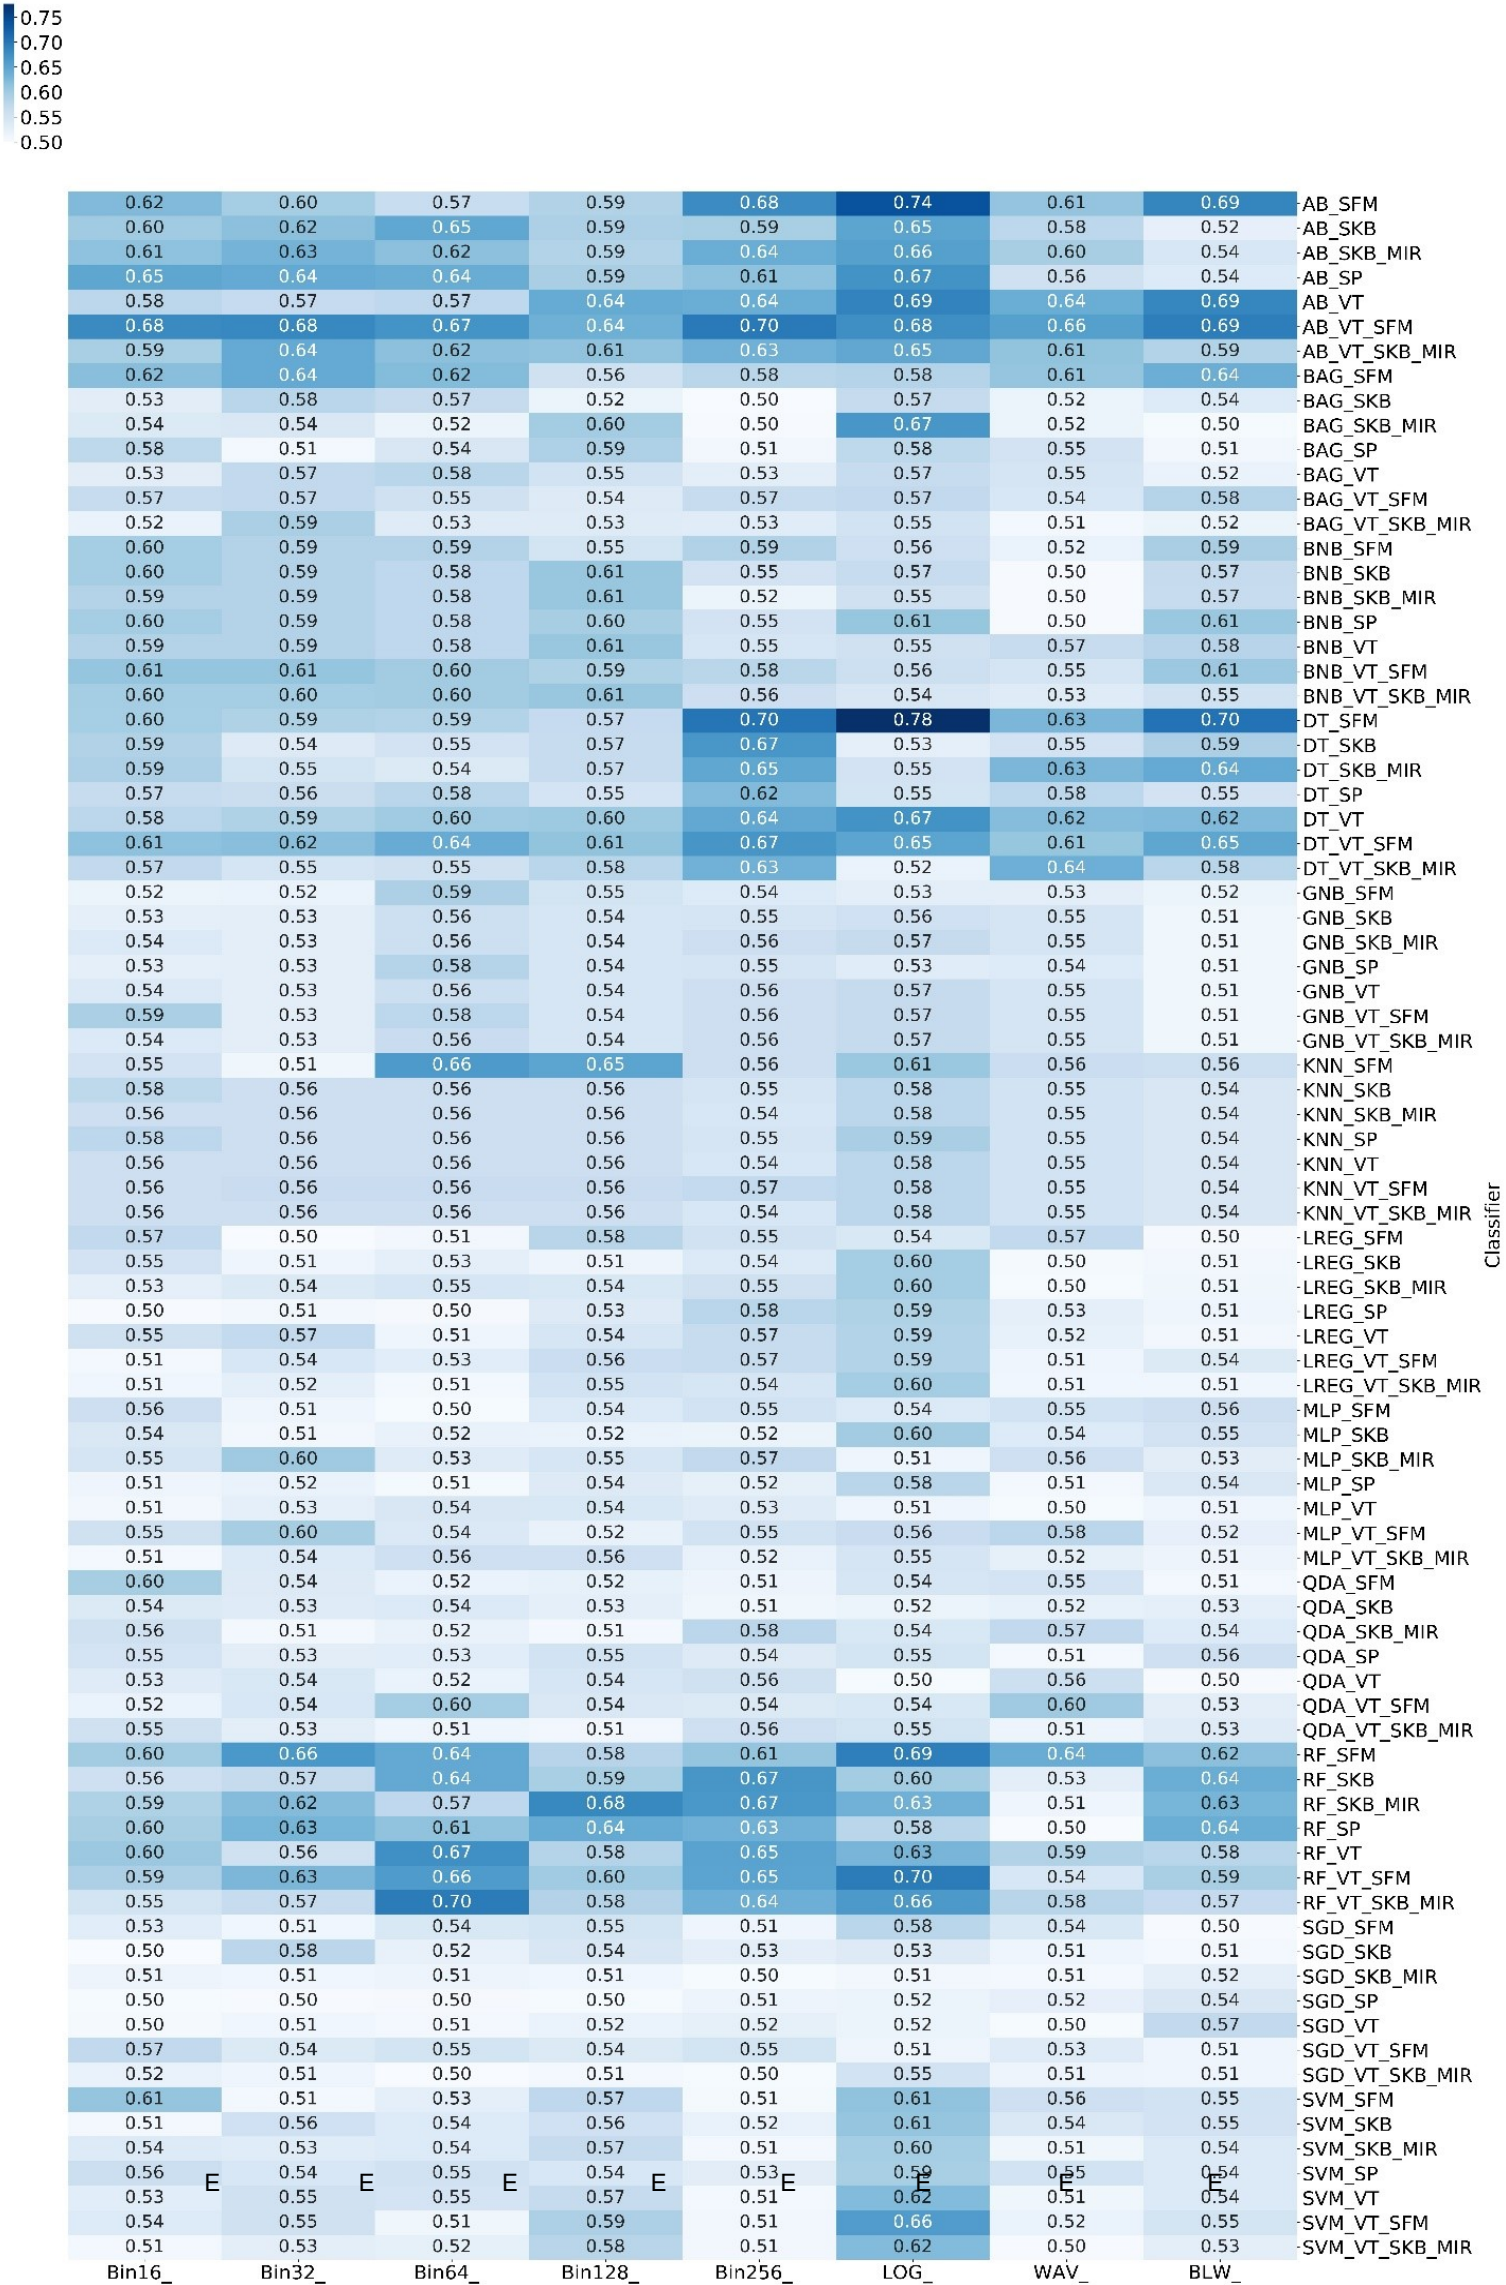 0.75
0.70
0.65
0.60
0.55
0.50
0.62 0.60 0.57 0.59 0.68 0.74 0.61 0.69 AB_SFM
0.60 0.62 0.65 0.59 0.59 0.65 0.58 0.52 AB_SKB
0.61 0.63 0.62 0.59 0.64 0.66 0.60 0.54 AB_SKB_MIR
0.65 0.64 0.64 0.59 0.61 0.67 0.56 0.54 AB_SP
0.58 0.57 0.57 0.64 0.64 0.69 0.64 0.69 AB_VT
0.68 0.68 0.67 0.64 0.70 0.68 0.66 0.69 AB_VT_SFM
0.59 0.64 0.62 0.61 0.63 0.65 0.61 0.59 AB_VT_SKB_MIR
0.62 0.64 0.62 0.56 0.58 0.58 0.61 0.64 BAG_SFM
0.53 0.58 0.57 0.52 0.50 0.57 0.52 0.54 BAG_SKB
0.54 0.54 0.52 0.60 0.50 0.67 0.52 0.50 BAG_SKB_MIR
0.58 0.51 0.54 0.59 0.51 0.58 0.55 0.51 BAG_SP
0.53 0.57 0.58 0.55 0.53 0.57 0.55 0.52 BAG_VT
0.57 0.57 0.55 0.54 0.57 0.57 0.54 0.58 BAG_VT_SFM
0.52 0.59 0.53 0.53 0.53 0.55 0.51 0.52 BAG_VT_SKB_MIR
0.60 0.59 0.59 0.55 0.59 0.56 0.52 0.59 BNB_SFM
0.60 0.59 0.58 0.61 0.55 0.57 0.50 0.57 BNB_SKB
0.59 0.59 0.58 0.61 0.52 0.55 0.50 0.57 BNB_SKB_MIR
0.60 0.59 0.58 0.60 0.55 0.61 0.50 0.61 BNB_SP
0.59 0.59 0.58 0.61 0.55 0.55 0.57 0.58 BNB_VT
0.61 0.61 0.60 0.59 0.58 0.56 0.55 0.61 BNB_VT_SFM
0.60 0.60 0.60 0.61 0.56 0.54 0.53 0.55 BNB_VT_SKB_MIR
0.60 0.59 0.59 0.57 0.70 0.78 0.63 0.70 DT_SFM
0.59 0.54 0.55 0.57 0.67 0.53 0.55 0.59 DT_SKB
0.59 0.55 0.54 0.57 0.65 0.55 0.63 0.64 DT_SKB_MIR
0.57 0.56 0.58 0.55 0.62 0.55 0.58 0.55 DT_SP
0.58 0.59 0.60 0.60 0.64 0.67 0.62 0.62 DT_VT
0.61 0.62 0.64 0.61 0.67 0.65 0.61 0.65 DT_VT_SFM
0.57 0.55 0.55 0.58 0.63 0.52 0.64 0.58 DT_VT_SKB_MIR
0.52 0.52 0.59 0.55 0.54 0.53 0.53 0.52 GNB_SFM
0.53 0.53 0.56 0.54 0.55 0.56 0.55 0.51 GNB_SKB
0.54 0.53 0.56 0.54 0.56 0.57 0.55 0.51 GNB_SKB_MIR
0.53 0.53 0.58 0.54 0.55 0.53 0.54 0.51 GNB_SP
0.54 0.53 0.56 0.54 0.56 0.57 0.55 0.51 GNB_VT
0.59 0.53 0.58 0.54 0.56 0.57 0.55 0.51 GNB_VT_SFM
0.54 0.53 0.56 0.54 0.56 0.57 0.55 0.51 GNB_VT_SKB_MIR
0.55 0.51 0.66 0.65 0.56 0.61 0.56 0.56 KNN_SFM
0.58 0.56 0.56 0.56 0.55 0.58 0.55 0.54 KNN_SKB
0.56 0.56 0.56 0.56 0.54 0.58 0.55 0.54 KNN_SKB_MIR
0.58 0.56 0.56 0.56 0.55 0.59 0.55 0.54 KNN_SP
0.56 0.56 0.56 0.56 0.54 0.58 0.55 0.54 KNN_VT
0.56 0.56 0.56 0.56 0.57 0.58 0.55 0.54 KNN_VT_SFM
0.56 0.56 0.56 0.56 0.54 0.58 0.55 0.54 KNN_VT_SKB_MIR
Classifier
0.57 0.50 0.51 0.58 0.55 0.54 0.57 0.50 LREG_SFM
0.55 0.51 0.53 0.51 0.54 0.60 0.50 0.51 LREG_SKB
0.53 0.54 0.55 0.54 0.55 0.60 0.50 0.51 LREG_SKB_MIR
0.50 0.51 0.50 0.53 0.58 0.59 0.53 0.51 LREG_SP
0.55 0.57 0.51 0.54 0.57 0.59 0.52 0.51 LREG_VT
0.51 0.54 0.53 0.56 0.57 0.59 0.51 0.54 LREG_VT_SFM
0.51 0.52 0.51 0.55 0.54 0.60 0.51 0.51 LREG_VT_SKB_MIR
0.56 0.51 0.50 0.54 0.55 0.54 0.55 0.56 MLP_SFM
0.54 0.51 0.52 0.52 0.52 0.60 0.54 0.55 MLP_SKB
0.55 0.60 0.53 0.55 0.57 0.51 0.56 0.53 MLP_SKB_MIR
0.51 0.52 0.51 0.54 0.52 0.58 0.51 0.54 MLP_SP
0.51 0.53 0.54 0.54 0.53 0.51 0.50 0.51 MLP_VT
0.55 0.60 0.54 0.52 0.55 0.56 0.58 0.52 MLP_VT_SFM
0.51 0.54 0.56 0.56 0.52 0.55 0.52 0.51 MLP_VT_SKB_MIR
0.60 0.54 0.52 0.52 0.51 0.54 0.55 0.51 QDA_SFM
0.54 0.53 0.54 0.53 0.51 0.52 0.52 0.53 QDA_SKB
0.56 0.51 0.52 0.51 0.58 0.54 0.57 0.54 QDA_SKB_MIR
0.55 0.53 0.53 0.55 0.54 0.55 0.51 0.56 QDA_SP
0.53 0.54 0.52 0.54 0.56 0.50 0.56 0.50 QDA_VT
0.52 0.54 0.60 0.54 0.54 0.54 0.60 0.53 QDA_VT_SFM
0.55 0.53 0.51 0.51 0.56 0.55 0.51 0.53 QDA_VT_SKB_MIR
0.60 0.66 0.64 0.58 0.61 0.69 0.64 0.62 RF_SFM
0.56 0.57 0.64 0.59 0.67 0.60 0.53 0.64 RF_SKB
0.59 0.62 0.57 0.68 0.67 0.63 0.51 0.63 RF_SKB_MIR
0.60 0.63 0.61 0.64 0.63 0.58 0.50 0.64 RF_SP
0.60 0.56 0.67 0.58 0.65 0.63 0.59 0.58 RF_VT
0.59 0.63 0.66 0.60 0.65 0.70 0.54 0.59 RF_VT_SFM
0.55 0.57 0.70 0.58 0.64 0.66 0.58 0.57 RF_VT_SKB_MIR
0.53 0.51 0.54 0.55 0.51 0.58 0.54 0.50 SGD_SFM
0.50 0.58 0.52 0.54 0.53 0.53 0.51 0.51 SGD_SKB
0.51 0.51 0.51 0.51 0.50 0.51 0.51 0.52 SGD_SKB_MIR
0.50 0.50 0.50 0.50 0.51 0.52 0.52 0.54 SGD_SP
0.50 0.51 0.51 0.52 0.52 0.52 0.50 0.57 SGD_VT
0.57 0.54 0.55 0.54 0.55 0.51 0.53 0.51 SGD_VT_SFM
0.52 0.51 0.50 0.51 0.50 0.55 0.51 0.51 SGD_VT_SKB_MIR
0.61 0.51 0.53 0.57 0.51 0.61 0.56 0.55 SVM_SFM
0.51 0.56 0.54 0.56 0.52 0.61 0.54 0.55 SVM_SKB
0.54 0.53 0.54 0.57 0.51 0.60 0.51 0.54 SVM_SKB_MIR
0.56 0.54 0.55 0.54 0.53 0.59 0.55 0.54 SVM_SP
E E E E E E E E
0.53 0.55 0.55 0.57 0.51 0.62 0.51 0.54 SVM_VT
0.54 0.55 0.51 0.59 0.51 0.66 0.52 0.55 SVM_VT_SFM
0.51 0.53 0.52 0.58 0.51 0.62 0.50 0.53 SVM_VT_SKB_MIR
Bin16_ Bin32_ Bin64_ Bin128_ Bin256_ LOG_ WAV_ BLW_